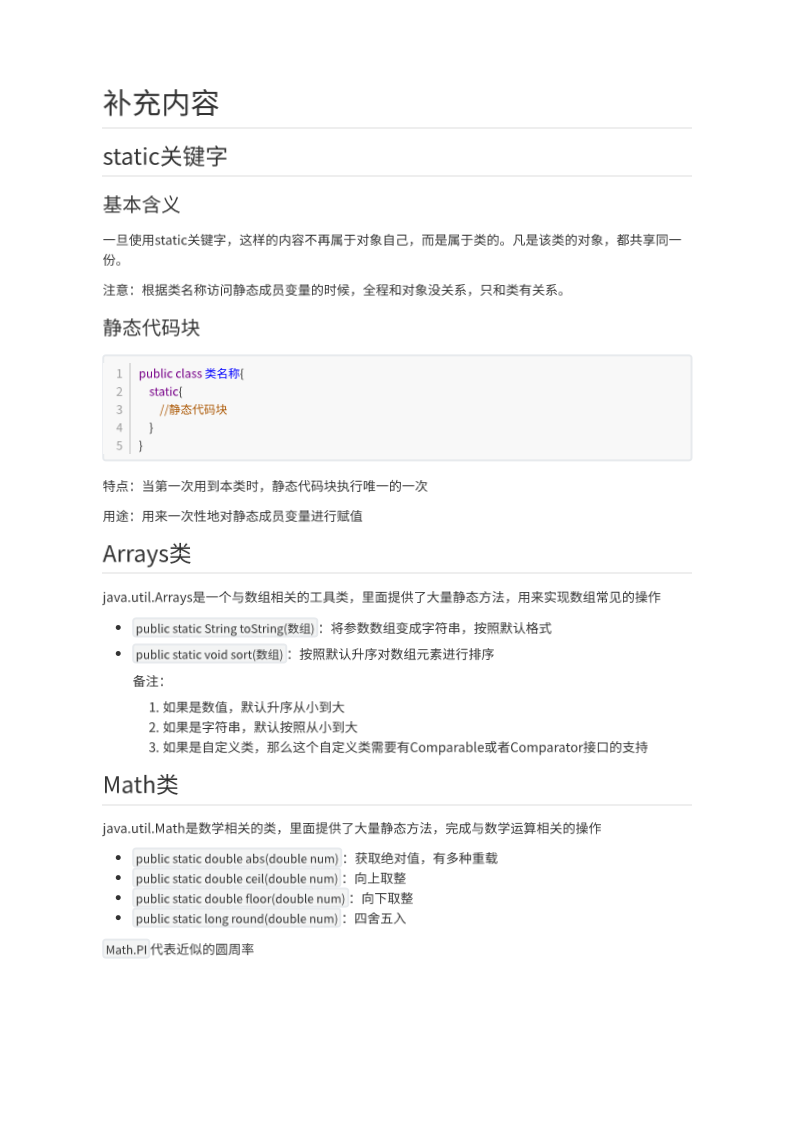 补充内容
static关键字
基本含义
一旦使用static关键字，这样的内容不再属于对象自己，而是属于类的。凡是该类的对象，都共享同一
份。
注意：根据类名称访问静态成员变量的时候，全程和对象没关系，只和类有关系。
静态代码块
1 public class 类名称{
2 static{
3 //静态代码块
4 }
5 }
特点：当第一次用到本类时，静态代码块执行唯一的一次
用途：用来一次性地对静态成员变量进行赋值
Arrays类
java.util.Arrays是一个与数组相关的工具类，里面提供了大量静态方法，用来实现数组常见的操作
• public static String toString(数组)：将参数数组变成字符串，按照默认格式
• public static void sort(数组)：按照默认升序对数组元素进行排序
备注：
1. 如果是数值，默认升序从小到大
2. 如果是字符串，默认按照从小到大
3. 如果是自定义类，那么这个自定义类需要有Comparable或者Comparator接口的支持
Math类
java.util.Math是数学相关的类，里面提供了大量静态方法，完成与数学运算相关的操作
• public static double abs(double num)：获取绝对值，有多种重载
• public static double ceil(double num)：向上取整
• public static double floor(double num)：向下取整
• public static long round(double num)：四舍五入
Math.PI代表近似的圆周率